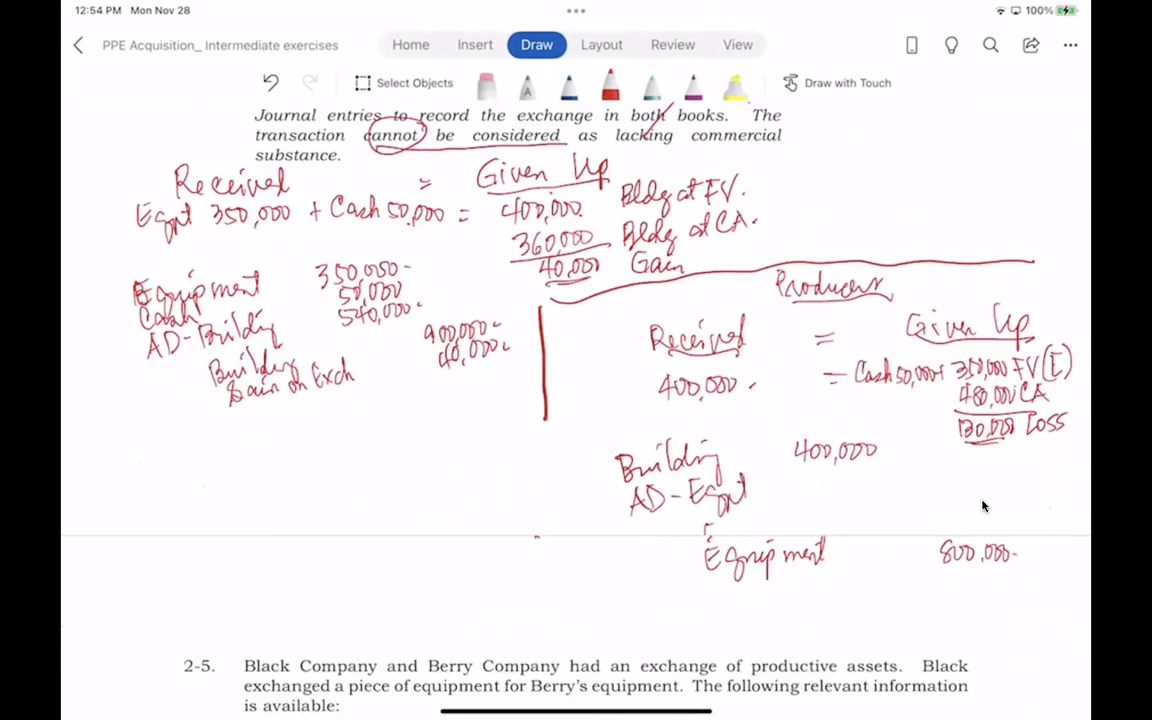 12:54 PM Mon Nov 28
100%
PPE Acquisition_ Intermediate exercises
Home Insert Draw Layout Review View
Select Objects
Draw with Touch
Journal entries to record the exchange in both books. The
transaction cannot be considered as lacking commercial
substance.
Received = Given Up
Eqpt 350,000 + Cash 50,000 = 400,000 Bldg at FV.
360,000 Bldg at CA.
40,000 Gain
Equipment 350,000
Cash 50,000
AD-Building 540,000
Building 900,000
Gain on Exch 40,000
Producers
Received = Given Up
400,000 = Cash 50,000 + 350,000 FV (E)
480,000 CA
130,000 Loss
Building 400,000
AD-Eqpt
Equipment 800,000
2-5. Black Company and Berry Company had an exchange of productive assets. Black
exchanged a piece of equipment for Berry's equipment. The following relevant information
is available: